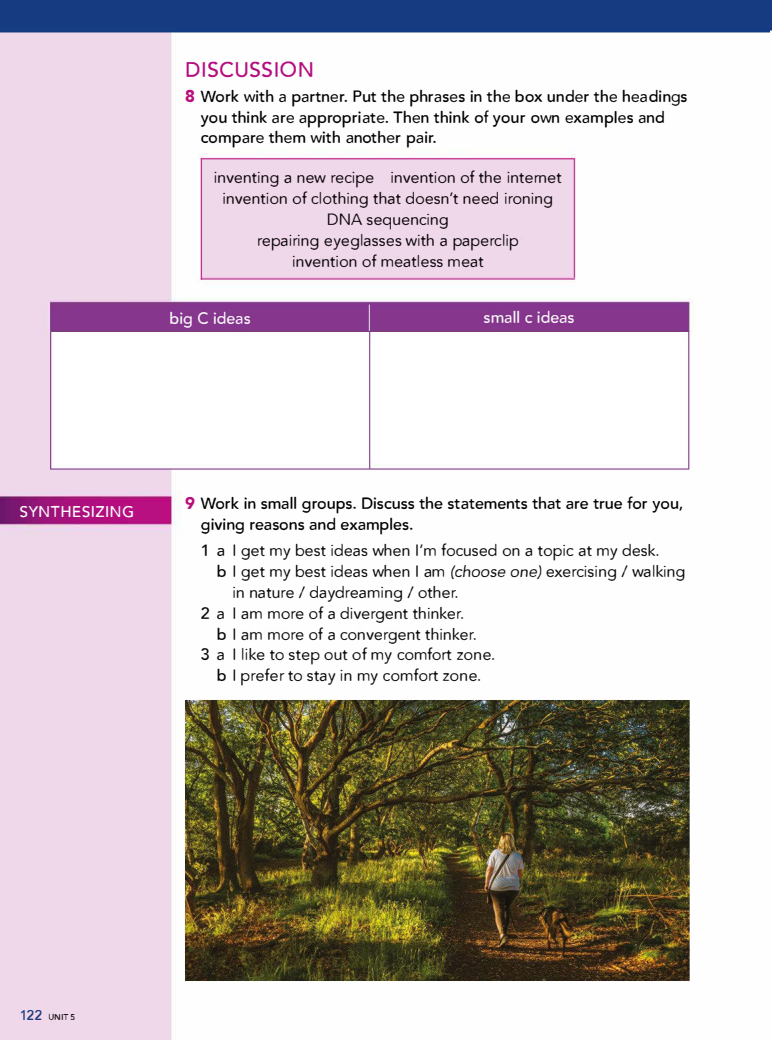 DISCUSSION
8 Work with a partner. Put the phrases in the box under the headings
you think are appropriate. Then think of your own examples and
compare them with another pair.
inventing a new recipe invention of the internet
invention of clothing that doesn't need ironing
DNA sequencing
repairing eyeglasses with a paperclip
invention of meatless meat
big C ideas small c ideas
SYNTHESIZING
9 Work in small groups. Discuss the statements that are true for you,
giving reasons and examples.
1 a I get my best ideas when I'm focused on a topic at my desk.
b I get my best ideas when I am (choose one) exercising / walking
in nature / daydreaming / other.
2 a I am more of a divergent thinker.
b I am more of a convergent thinker.
3 a I like to step out of my comfort zone.
b I prefer to stay in my comfort zone.
122 UNIT 5